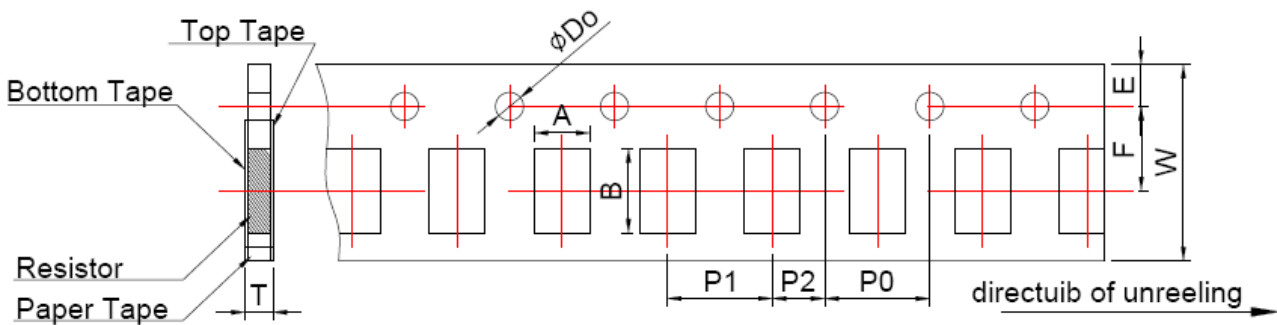 Top Tape
ϕDo
Bottom Tape
A
E
F
W
B
Resistor
Paper Tape
T
P1
P2
P0
directuib of unreeling